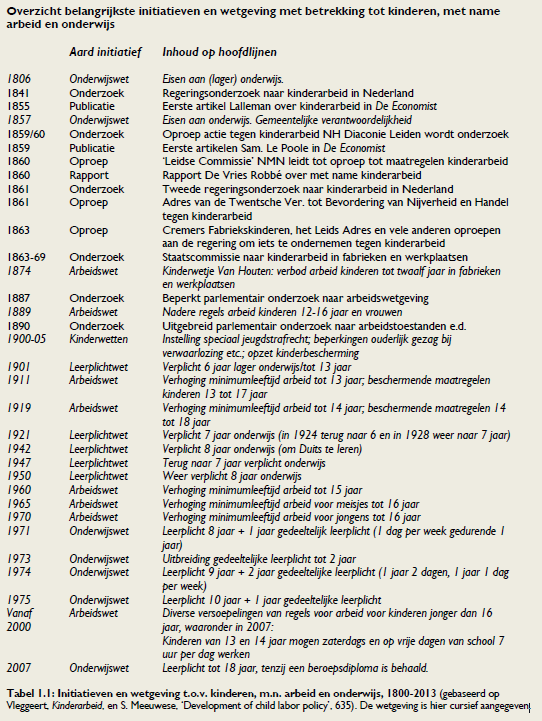 Overzicht belangrijkste initiatieven en wetgeving met betrekking tot kinderen, met name
arbeid en onderwijs
Aard initiatief Inhoud op hoofdlijnen
1806 Onderwijswet Eisen aan (lager) onderwijs.
1841 Onderzoek Regeringsonderzoek naar kinderarbeid in Nederland
1855 Publicatie Eerste artikel Lalleman over kinderarbeid in De Economist
1857 Onderwijswet Eisen aan onderwijs. Gemeentelijke verantwoordelijkheid
1859/60 Onderzoek Oproep actie tegen kinderarbeid NH Diaconie Leiden wordt onderzoek
1859 Publicatie Eerste artikelen Sam. Le Poole in De Economist
1860 Oproep 'Leidse Commissie' NMN leidt tot oproep tot maatregelen kinderarbeid
1860 Rapport Rapport De Vries Robbé over met name kinderarbeid
1861 Onderzoek Tweede regeringsonderzoek naar kinderarbeid in Nederland
1861 Oproep Adres van de Twentsche Ver. tot Bevordering van Nijverheid en Handel
tegen kinderarbeid
1863 Oproep Cremers Fabriekskinderen, het Leids Adres en vele anderen oproepen
aan de regering om iets te ondernemen tegen kinderarbeid
1863-69 Onderzoek Staatscommissie naar kinderarbeid in fabrieken en werkplaatsen
1874 Arbeidswet Kinderwetje Van Houten: verbod arbeid kinderen tot twaalf jaar in fabrieken
en werkplaatsen
1887 Onderzoek Beperkt parlementair onderzoek naar arbeidswetgeving
1889 Arbeidswet Nadere regels arbeid kinderen 12-16 jaar en vrouwen
1890 Onderzoek Uitgebreid parlementair onderzoek naar arbeidstoestanden e.d.
1900-05 Kinderwetten Instelling speciaal jeugdstrafrecht; beperkingen ouderlijk gezag bij
verwaarlozing etc.; opzet kinderbescherming
1901 Leerplichtwet Verplicht 6 jaar lager onderwijs/tot 13 jaar
1911 Arbeidswet Verhoging minimumleeftijd arbeid tot 13 jaar; beschermende maatregelen
kinderen 13 tot 17 jaar
1919 Arbeidswet Verhoging minimumleeftijd arbeid tot 14 jaar; beschermende maatregelen 14
tot 18 jaar
1921 Leerplichtwet Verplicht 7 jaar onderwijs (in 1924 terug naar 6 en in 1928 weer naar 7 jaar)
1942 Leerplichtwet Verplicht 8 jaar onderwijs (om Duits te leren)
1947 Leerplichtwet Terug naar 7 jaar verplicht onderwijs
1950 Leerplichtwet Weer verplicht 8 jaar onderwijs
1960 Arbeidswet Verhoging minimumleeftijd arbeid tot 15 jaar
1965 Arbeidswet Verhoging minimumleeftijd arbeid voor meisjes tot 16 jaar
1970 Arbeidswet Verhoging minimumleeftijd arbeid voor jongens tot 16 jaar
1971 Onderwijswet Leerplicht 8 jaar + 1 jaar gedeeltelijk leerplicht (1 dag per week gedurende 1
jaar)
1973 Onderwijswet Uitbreiding gedeeltelijke leerplicht tot 2 jaar
1974 Onderwijswet Leerplicht 9 jaar + 2 jaar gedeeltelijke leerplicht (1 jaar 2 dagen, 1 jaar 1 dag
per week)
1975 Onderwijswet Leerplicht 10 jaar + 1 jaar gedeeltelijk leerplicht
Vanaf Arbeidswet Diverse versoepelingen van regels voor arbeid voor kinderen jonger dan 16
2000 jaar, waaronder in 2007:
Kinderen van 13 en 14 jaar mogen zaterdags en op vrije dagen van school 7
uur per dag werken
2007 Onderwijswet Leerplicht tot 18 jaar, tenzij een beroepsdiploma is behaald.
Tabel 1.1: Initiatieven en wetgeving t.o.v. kinderen, m.n. arbeid en onderwijs, 1800-2013 (gebaseerd op
Vleggeert, Kinderarbeid, en S. Meeuwese, 'Development of child labor policy', 635). De wetgeving is hier cursief aangegeven